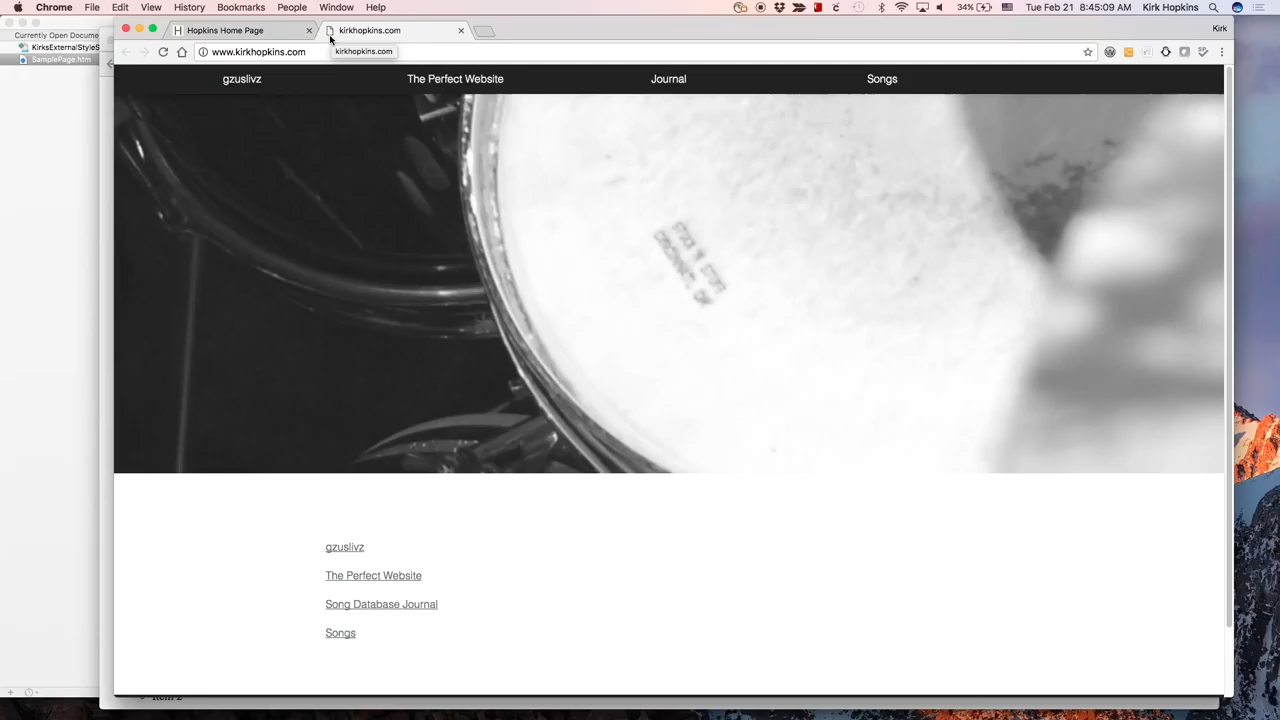 Chrome File Edit View History Bookmarks People Window Help 34% Tue Feb 21 8:45:09 AM Kirk Hopkins
Currently Open Docume
KirksExternalStyleS
SamplePage.htm
Hopkins Home Page
kirkhopkins.com
Kirk
www.kirkhopkins.com
kirkhopkins.com
gzuslivz The Perfect Website Journal Songs
gzuslivz
The Perfect Website
Song Database Journal
Songs